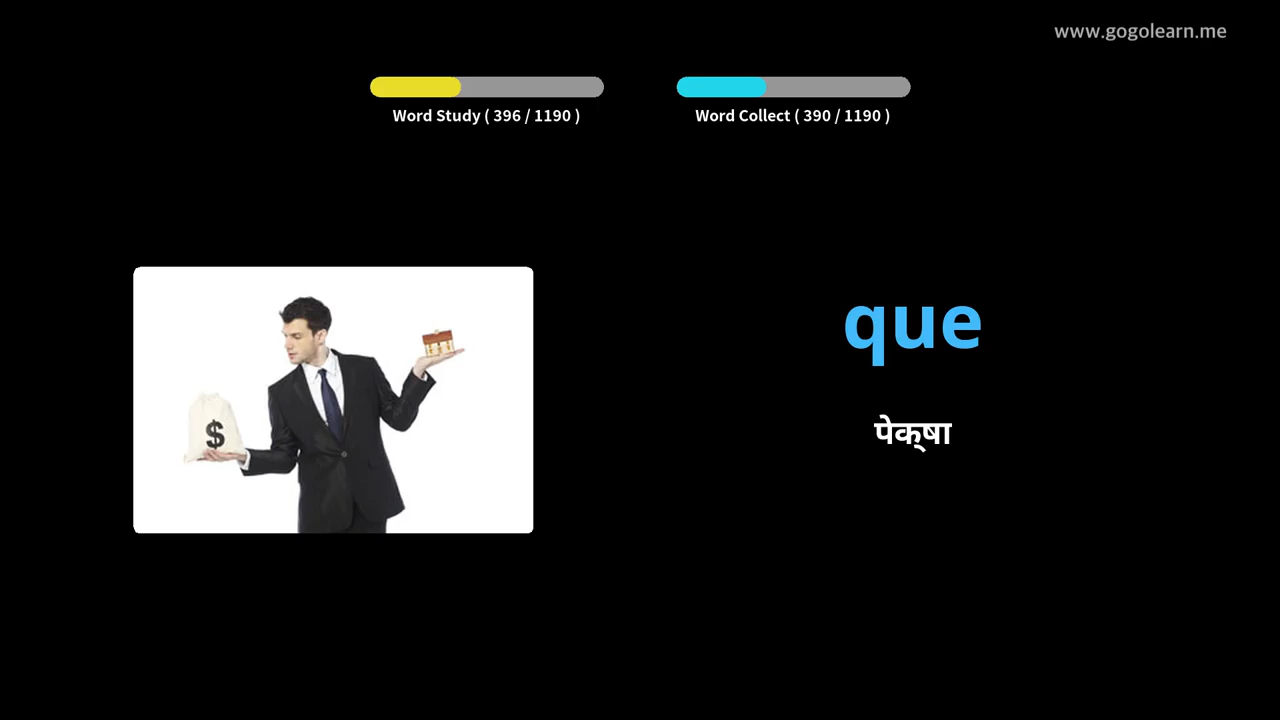 www.gogolearn.me
Word Study ( 396 / 1190 )
Word Collect ( 390 / 1190 )
$
que
पेक्‌षा